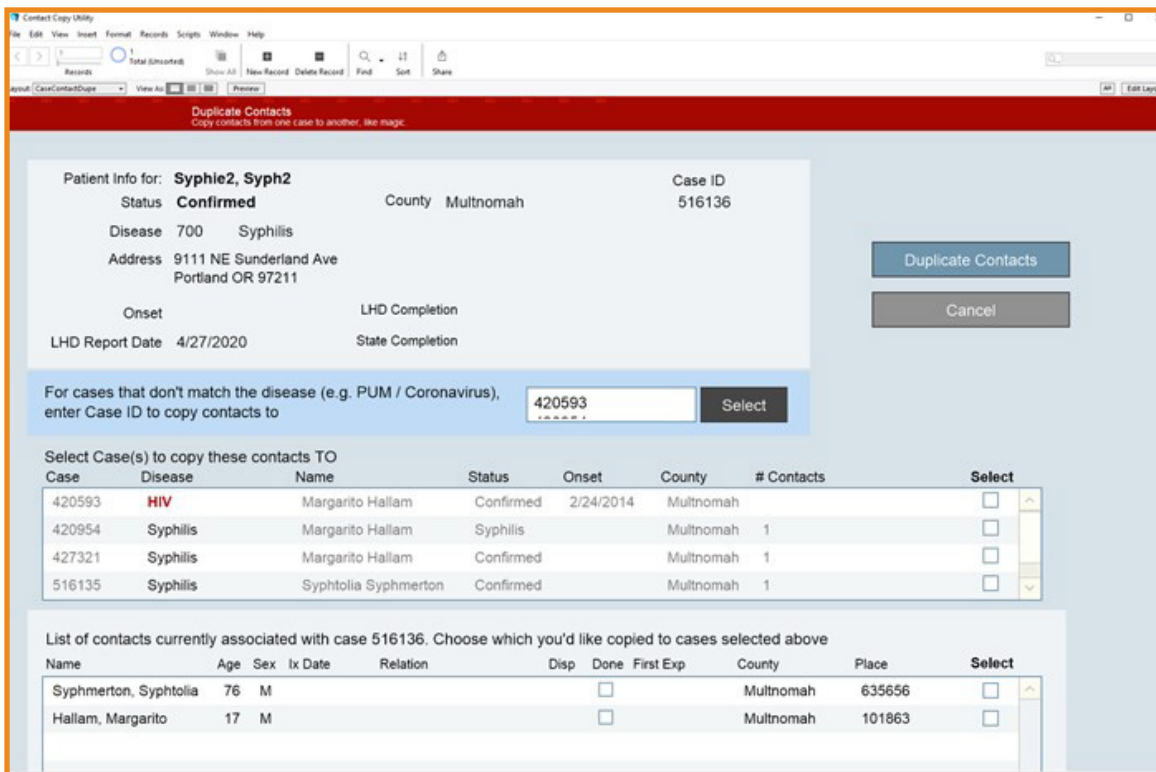 Contact Copy Utility
File Edit View Insert Format Records Scripts Window Help
1
1
Total (Unsorted)
Records Show All New Record Delete Record Find Sort Share
Layout: CaseContactDupe View As: Preview Edit Layo
Duplicate Contacts
Copy contacts from one case to another, like magic.
Patient Info for: Syphie2, Syph2 Case ID
Status Confirmed County Multnomah 516136
Disease 700 Syphilis
Address 9111 NE Sunderland Ave
Portland OR 97211
Duplicate Contacts
Onset LHD Completion
Cancel
LHD Report Date 4/27/2020 State Completion
For cases that don't match the disease (e.g. PUM / Coronavirus),
enter Case ID to copy contacts to
420593
Select
Select Case(s) to copy these contacts TO
Case Disease Name Status Onset County # Contacts Select
420593 HIV Margarito Hallam Confirmed 2/24/2014 Multnomah
420954 Syphilis Margarito Hallam Syphilis Multnomah 1
427321 Syphilis Margarito Hallam Confirmed Multnomah 1
516135 Syphilis Syphtolia Syphmerton Confirmed Multnomah 1
List of contacts currently associated with case 516136. Choose which you'd like copied to cases selected above
Name Age Sex Ix Date Relation Disp Done First Exp County Place Select
Syphmerton, Syphtolia 76 M Multnomah 635656
Hallam, Margarito 17 M Multnomah 101863